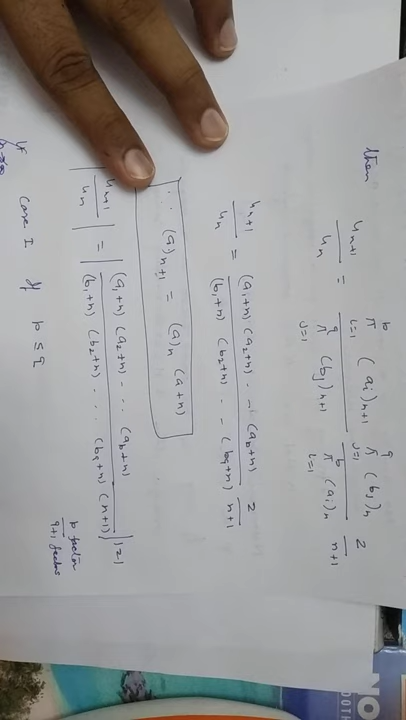 then
u_{n+1} / u_n = ∏_{i=1}^{p} (a_i)_{n+1} / ∏_{j=1}^{q} (b_j)_{n+1} · ∏_{j=1}^{q} (b_j)_n / ∏_{i=1}^{p} (a_i)_n · z / n+1
u_{n+1} / u_n = (a_1+n) (a_2+n) . - (a_p+n) / (b_1+n) (b_2+n) . - - (b_q+n) · z / n+1
∵ (a)_{n+1} = (a)_n (a+n)
|u_{n+1} / u_n| = |(a_1+n) (a_2+n) . .. (a_p+n) / (b_1+n) (b_2+n) . . . (b_q+n) (n+1)| |z|
p factor / q+1 factors
Case I If p ≤ q
NO